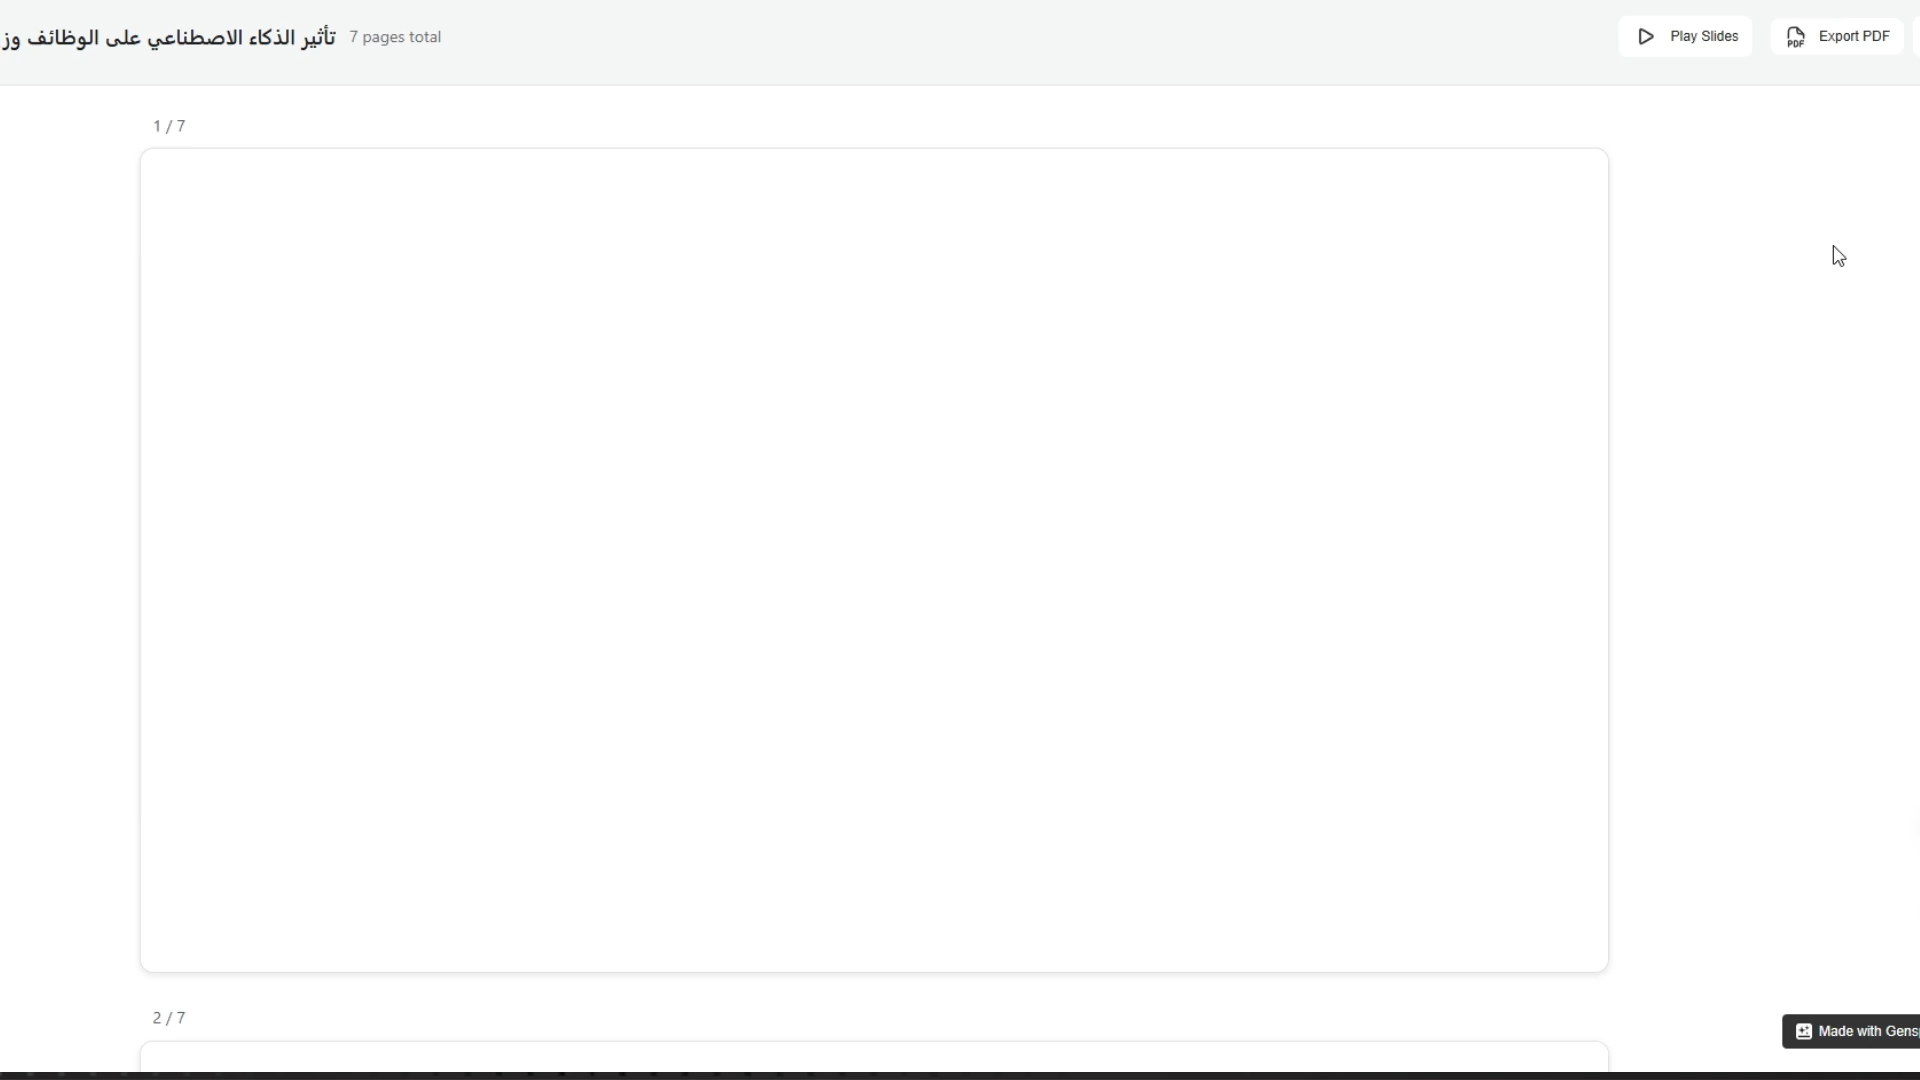 تأثير الذكاء الاصطناعي على الوظائف وز
7 pages total
Play Slides
Export PDF
1 / 7
2 / 7
Made with Gensp